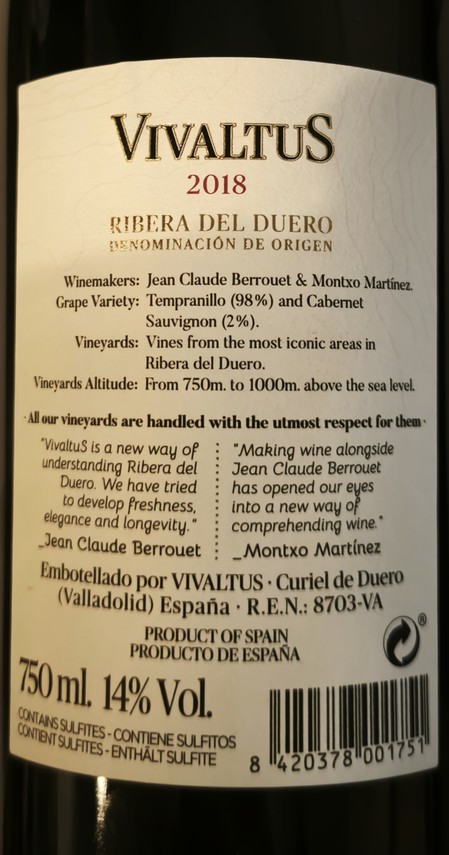 VIVALTUS
2018
RIBERA DEL DUERO
DENOMINACIÓN DE ORIGEN
Winemakers: Jean Claude Berrouet & Montxo Martínez.
Grape Variety: Tempranillo (98%) and Cabernet
Sauvignon (2%).
Vineyards: Vines from the most iconic areas in
Ribera del Duero.
Vineyards Altitude: From 750m. to 1000m. above the sea level.
·All our vineyards are handled with the utmost respect for them·
"VivaltuS is a new way of
understanding Ribera del
Duero. We have tried
to develop freshness,
elegance and longevity."
_Jean Claude Berrouet
"Making wine alongside
Jean Claude Berrouet
has opened our eyes
into a new way of
comprehending wine."
_Montxo Martínez
Embotellado por VIVALTUS · Curiel de Duero
(Valladolid) España · R.E.N.: 8703-VA
PRODUCT OF SPAIN
PRODUCTO DE ESPAÑA
®
750 ml. 14% Vol.
CONTAINS SULFITES - CONTIENE SULFITOS
CONTIENT SULFITES - ENTHÄLT SULFITE
8 420378 001751